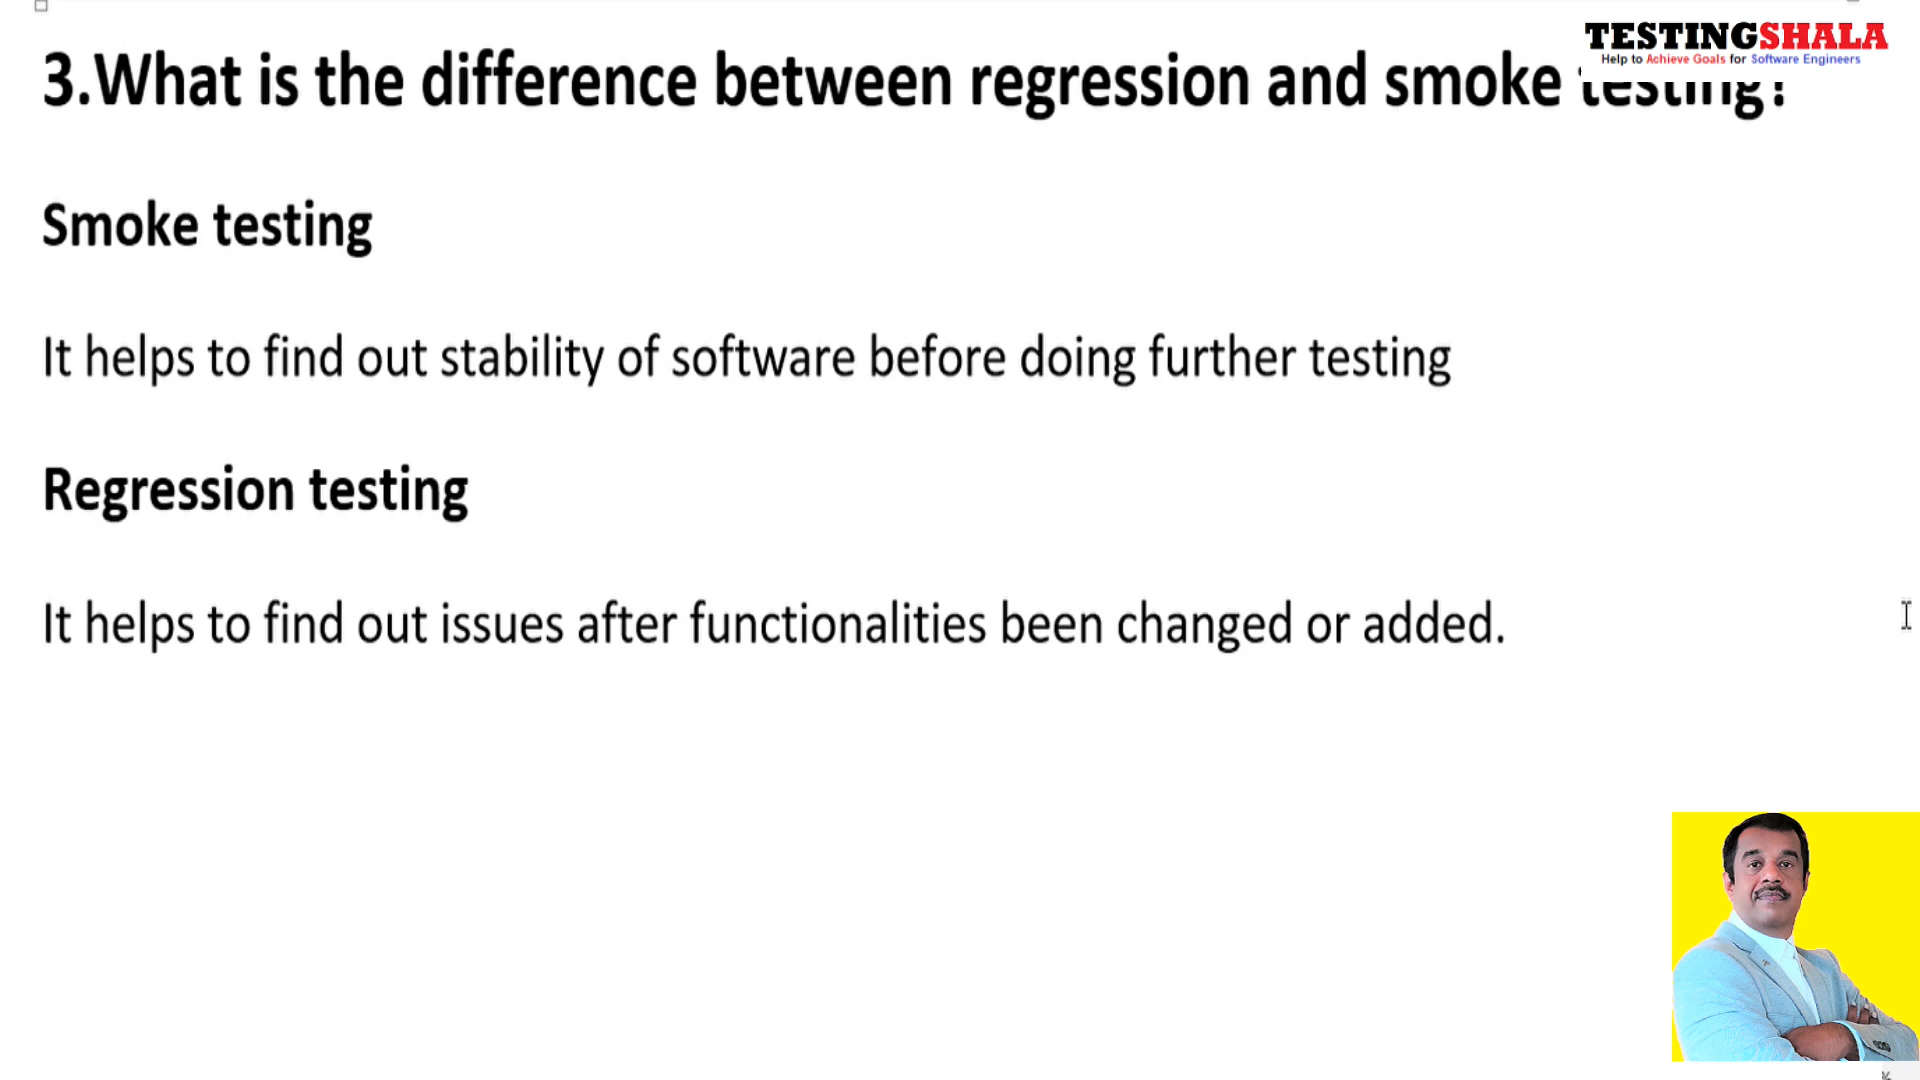 TESTINGSHALA
Help to Achieve Goals for Software Engineers
3.What is the difference between regression and smoke testing?
Smoke testing
It helps to find out stability of software before doing further testing
Regression testing
It helps to find out issues after functionalities been changed or added.